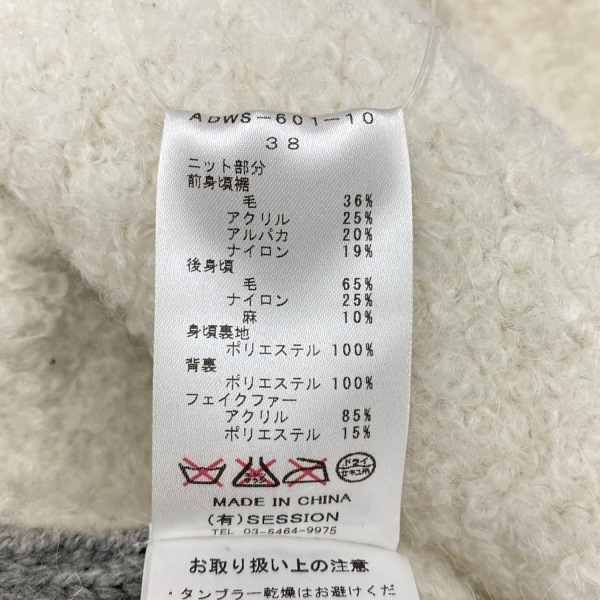 ABWS-601-10
38
ニット部分
前身頃裾
毛 36%
アクリル 25%
アルパカ 20%
ナイロン 19%
後身頃
毛 65%
ナイロン 25%
麻 10%
身頃裏地
ポリエステル 100%
背裏
ポリエステル 100%
フェイクファー
アクリル 85%
ポリエステル 15%
ドライ
MADE IN CHINA
(有)SESSION
TEL 03-5464-9975
お取り扱い上の注意
・タンブラー乾燥はお避けくだ